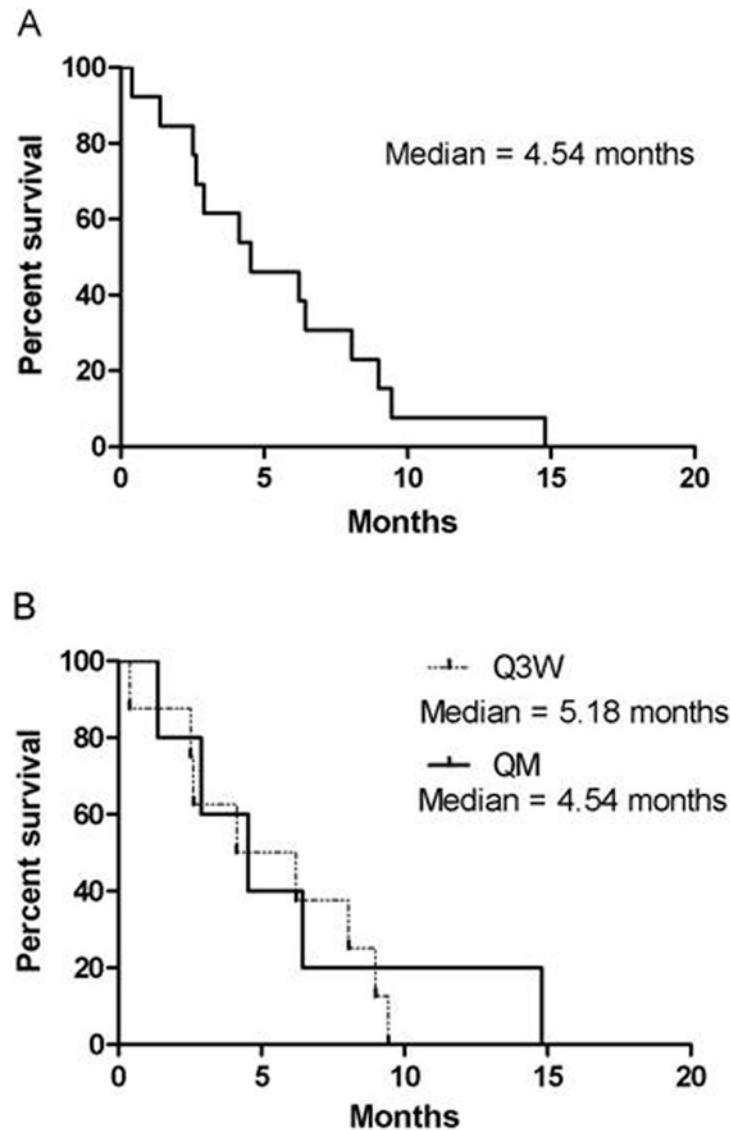 A
100
80
60
40
20
0
Percent survival
Median = 4.54 months
0 5 10 15 20
Months
B
100
80
60
40
20
0
Percent survival
Q3W
Median = 5.18 months
QM
Median = 4.54 months
0 5 10 15 20
Months